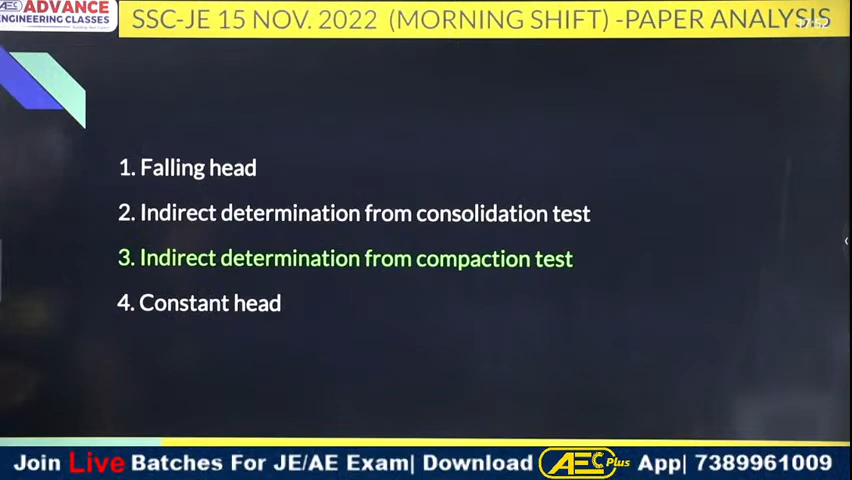 AEC ADVANCE
ENGINEERING CLASSES
SSC-JE 15 NOV. 2022 (MORNING SHIFT) -PAPER ANALYSIS
1. Falling head
2. Indirect determination from consolidation test
3. Indirect determination from compaction test
4. Constant head
Join Live Batches For JE/AE Exam| Download AEC Plus App| 7389961009